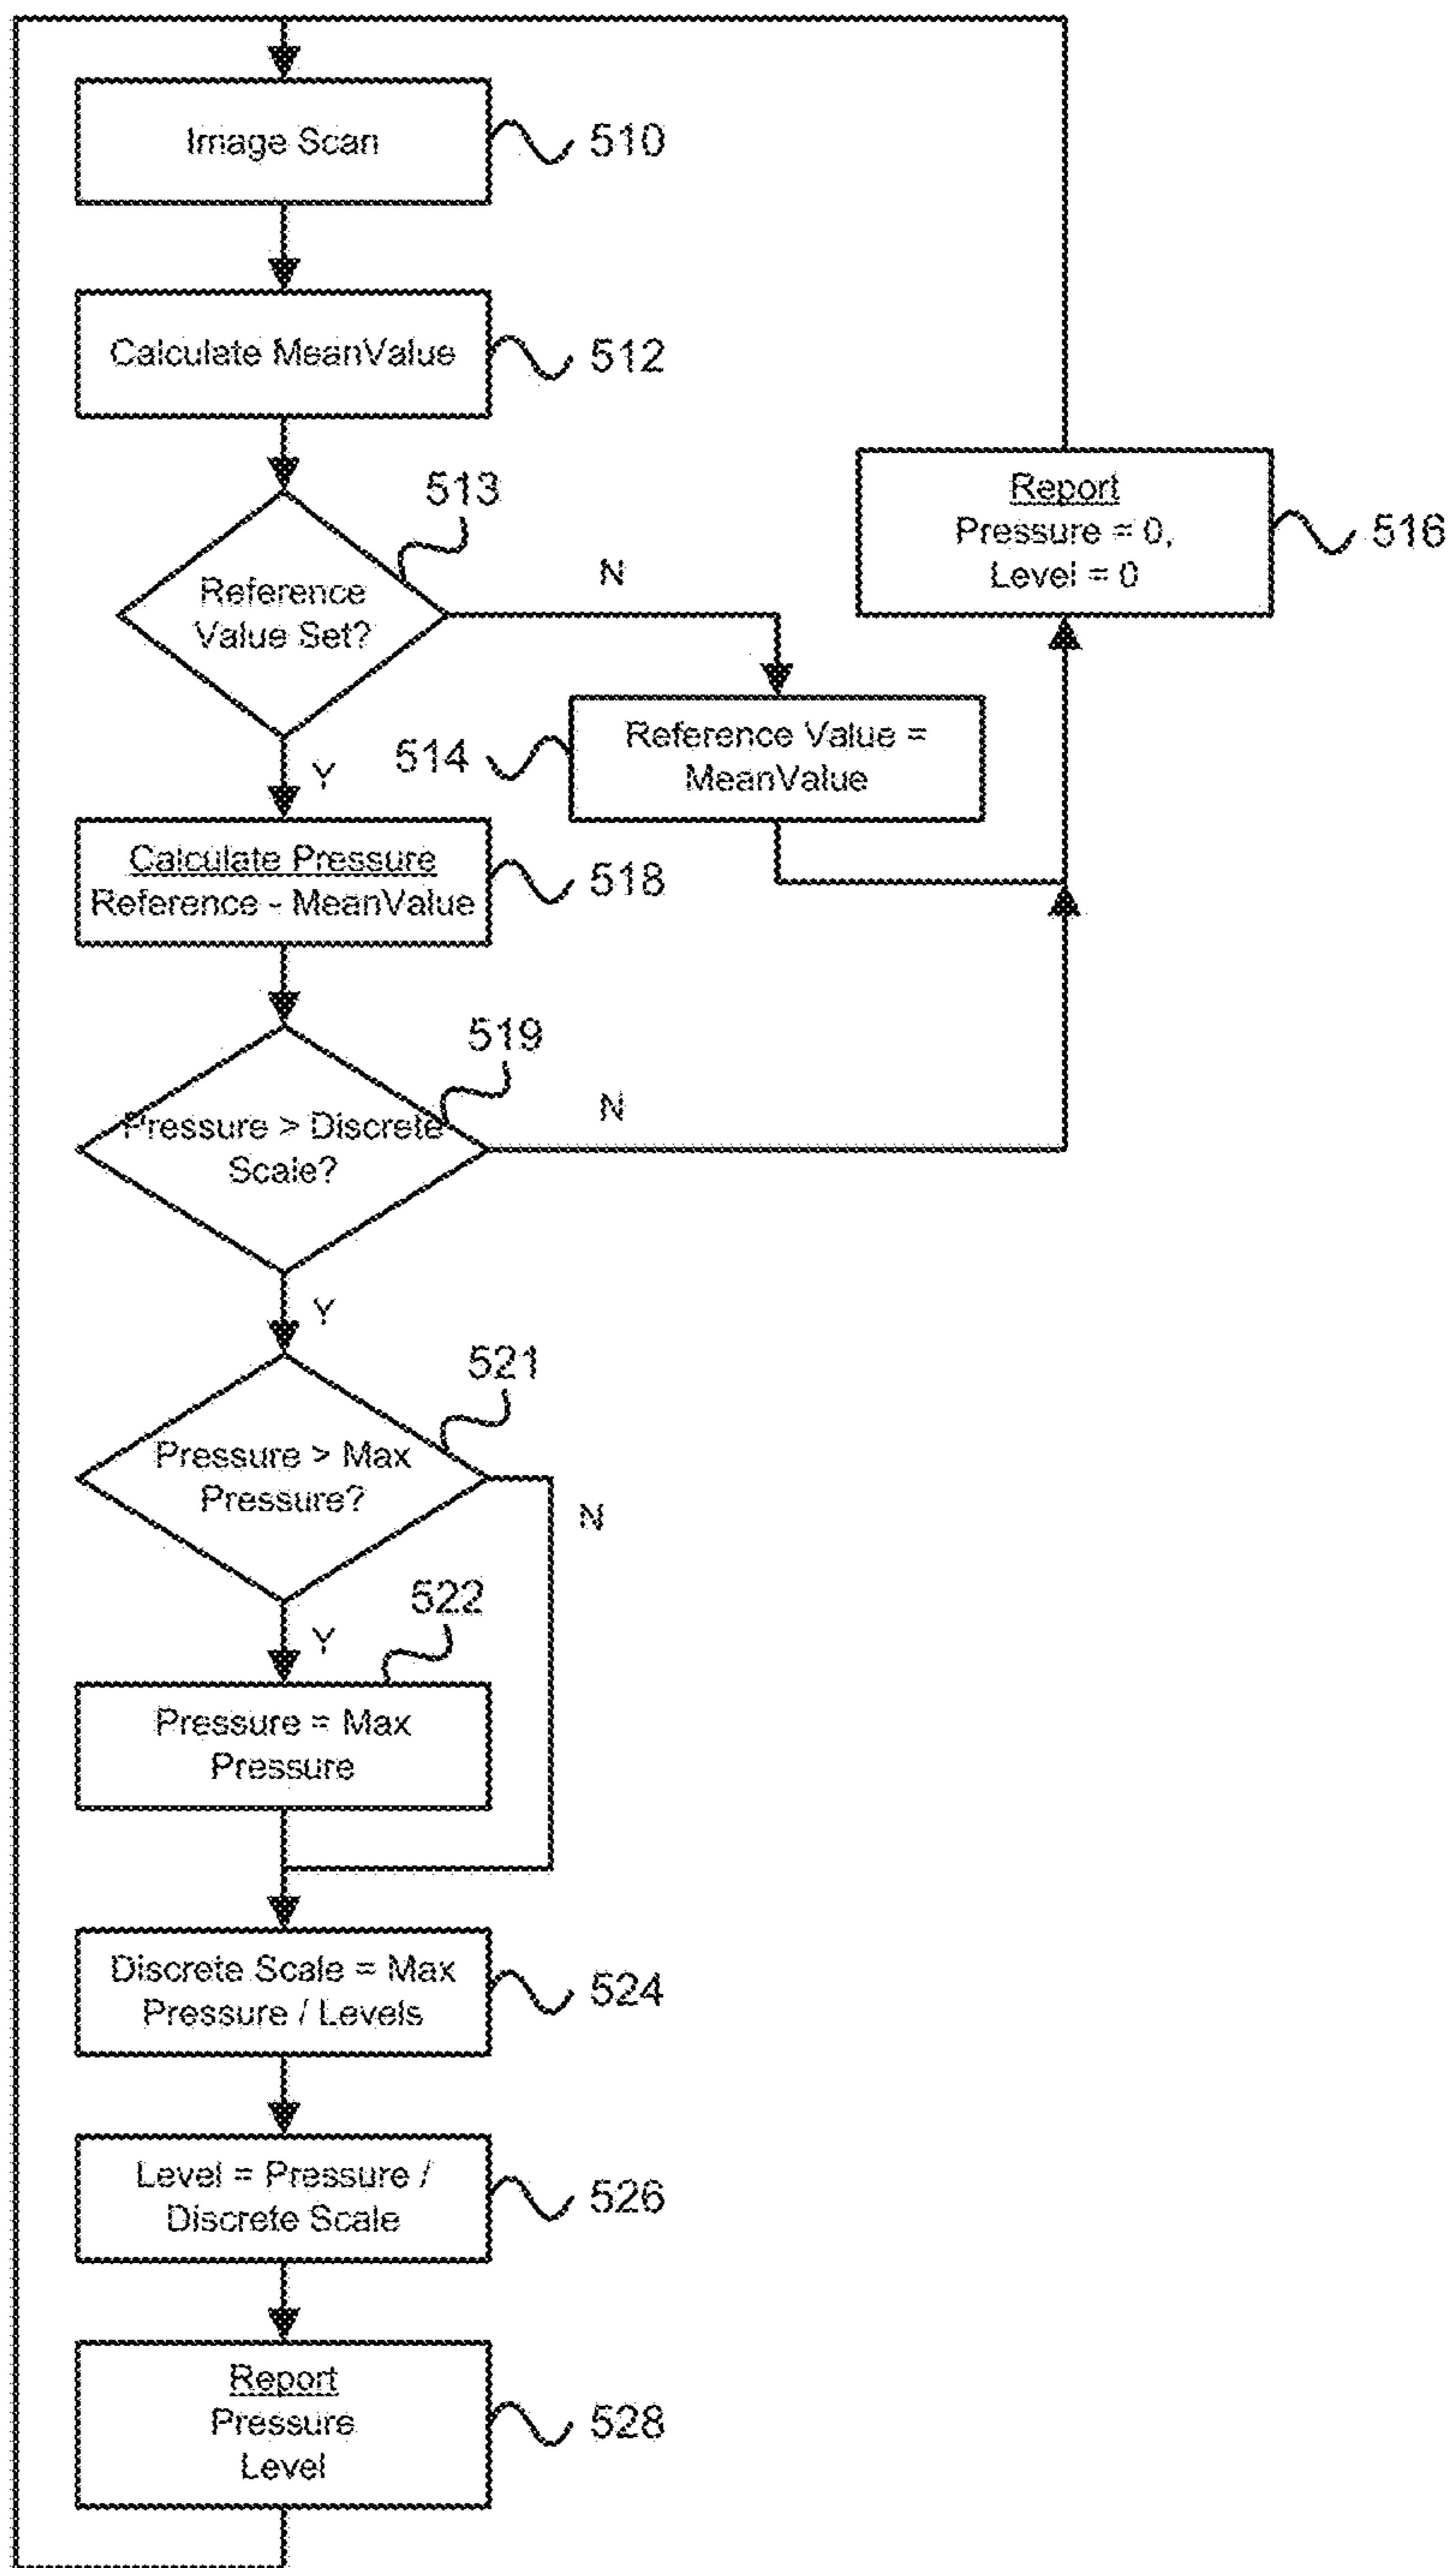 Image Scan
510
Calculate MeanValue
512
513
Reference
Value Set?
N
Y
Report
Pressure = 0,
Level = 0
516
514
Reference Value =
MeanValue
Calculate Pressure
Reference - MeanValue
518
519
Pressure > Discrete
Scale?
N
Y
521
Pressure > Max
Pressure?
N
Y
522
Pressure = Max
Pressure
Discrete Scale = Max
Pressure / Levels
524
Level = Pressure /
Discrete Scale
526
Report
Pressure
Level
528